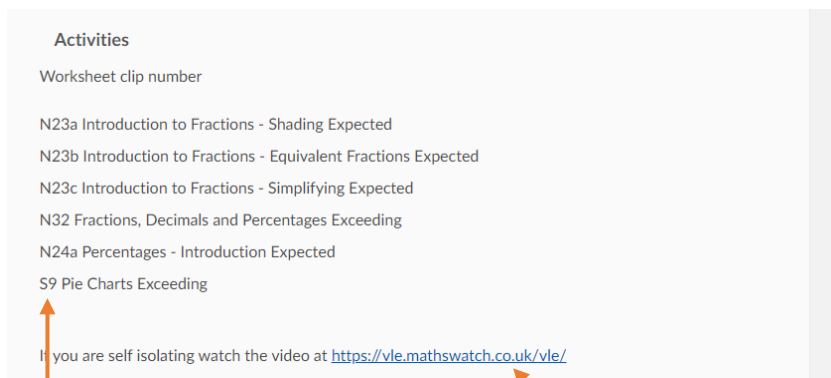 Activities
Worksheet clip number
N23a Introduction to Fractions - Shading Expected
N23b Introduction to Fractions - Equivalent Fractions Expected
N23c Introduction to Fractions - Simplifying Expected
N32 Fractions, Decimals and Percentages Exceeding
N24a Percentages - Introduction Expected
S9 Pie Charts Exceeding
If you are self isolating watch the video at https://vle.mathswatch.co.uk/vle/